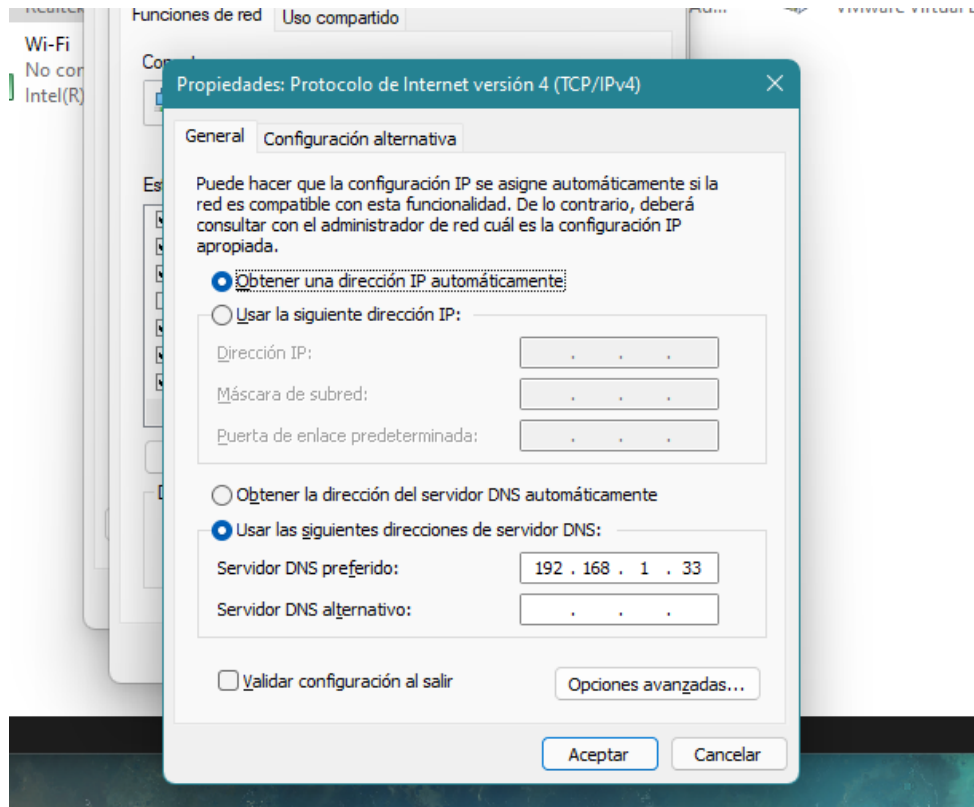 Funciones de red
Uso compartido
Wi-Fi
Intel(R)
Propiedades: Protocolo de Internet versión 4 (TCP/IPv4)
General
Configuración alternativa
Puede hacer que la configuración IP se asigne automáticamente si la
red es compatible con esta funcionalidad. De lo contrario, deberá
consultar con el administrador de red cuál es la configuración IP
apropiada.
Obtener una dirección IP automáticamente
Usar la siguiente dirección IP:
Dirección IP:
Máscara de subred:
Puerta de enlace predeterminada:
Obtener la dirección del servidor DNS automáticamente
Usar las siguientes direcciones de servidor DNS:
Servidor DNS preferido: 192 . 168 . 1 . 33
Servidor DNS alternativo:
Validar configuración al salir
Opciones avanzadas...
Aceptar
Cancelar